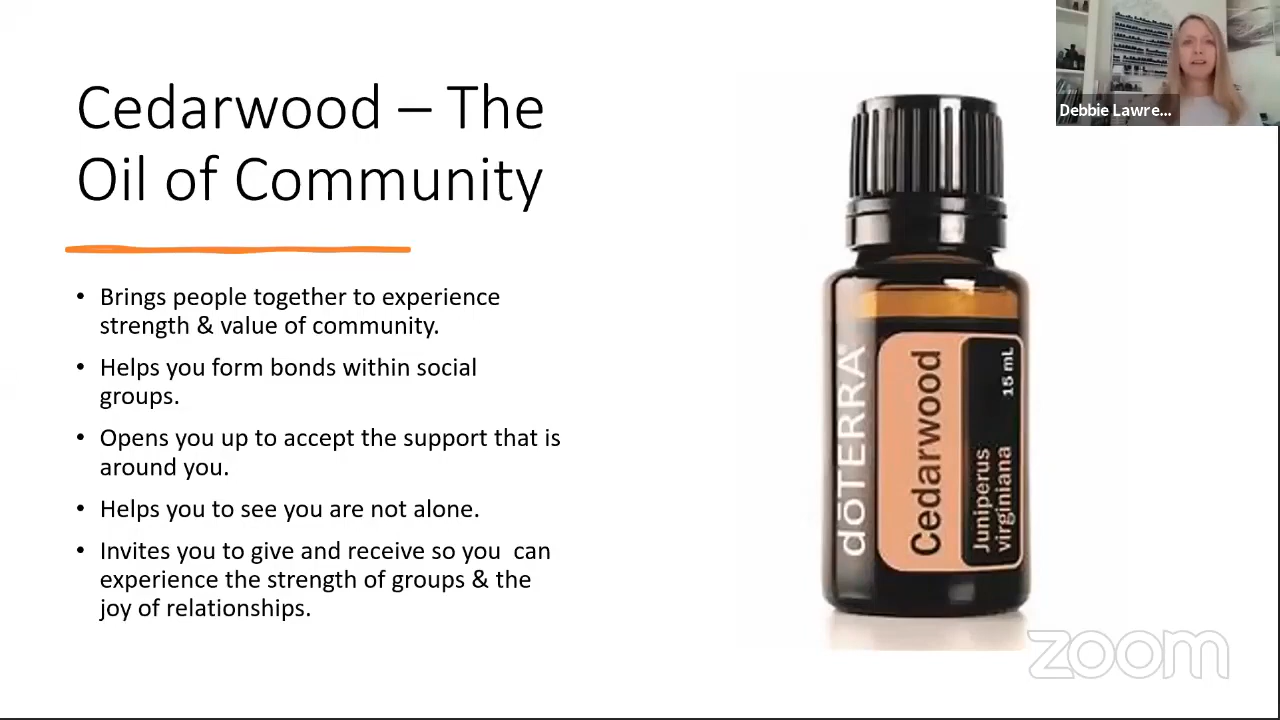 Cedarwood – The
Oil of Community
• Brings people together to experience
strength & value of community.
• Helps you form bonds within social
groups.
• Opens you up to accept the support that is
around you.
• Helps you to see you are not alone.
• Invites you to give and receive so you  can
experience the strength of groups & the
joy of relationships.
dōTERRA
Cedarwood
Juniperus
virginiana
15 mL
Debbie Lawre...
zoom